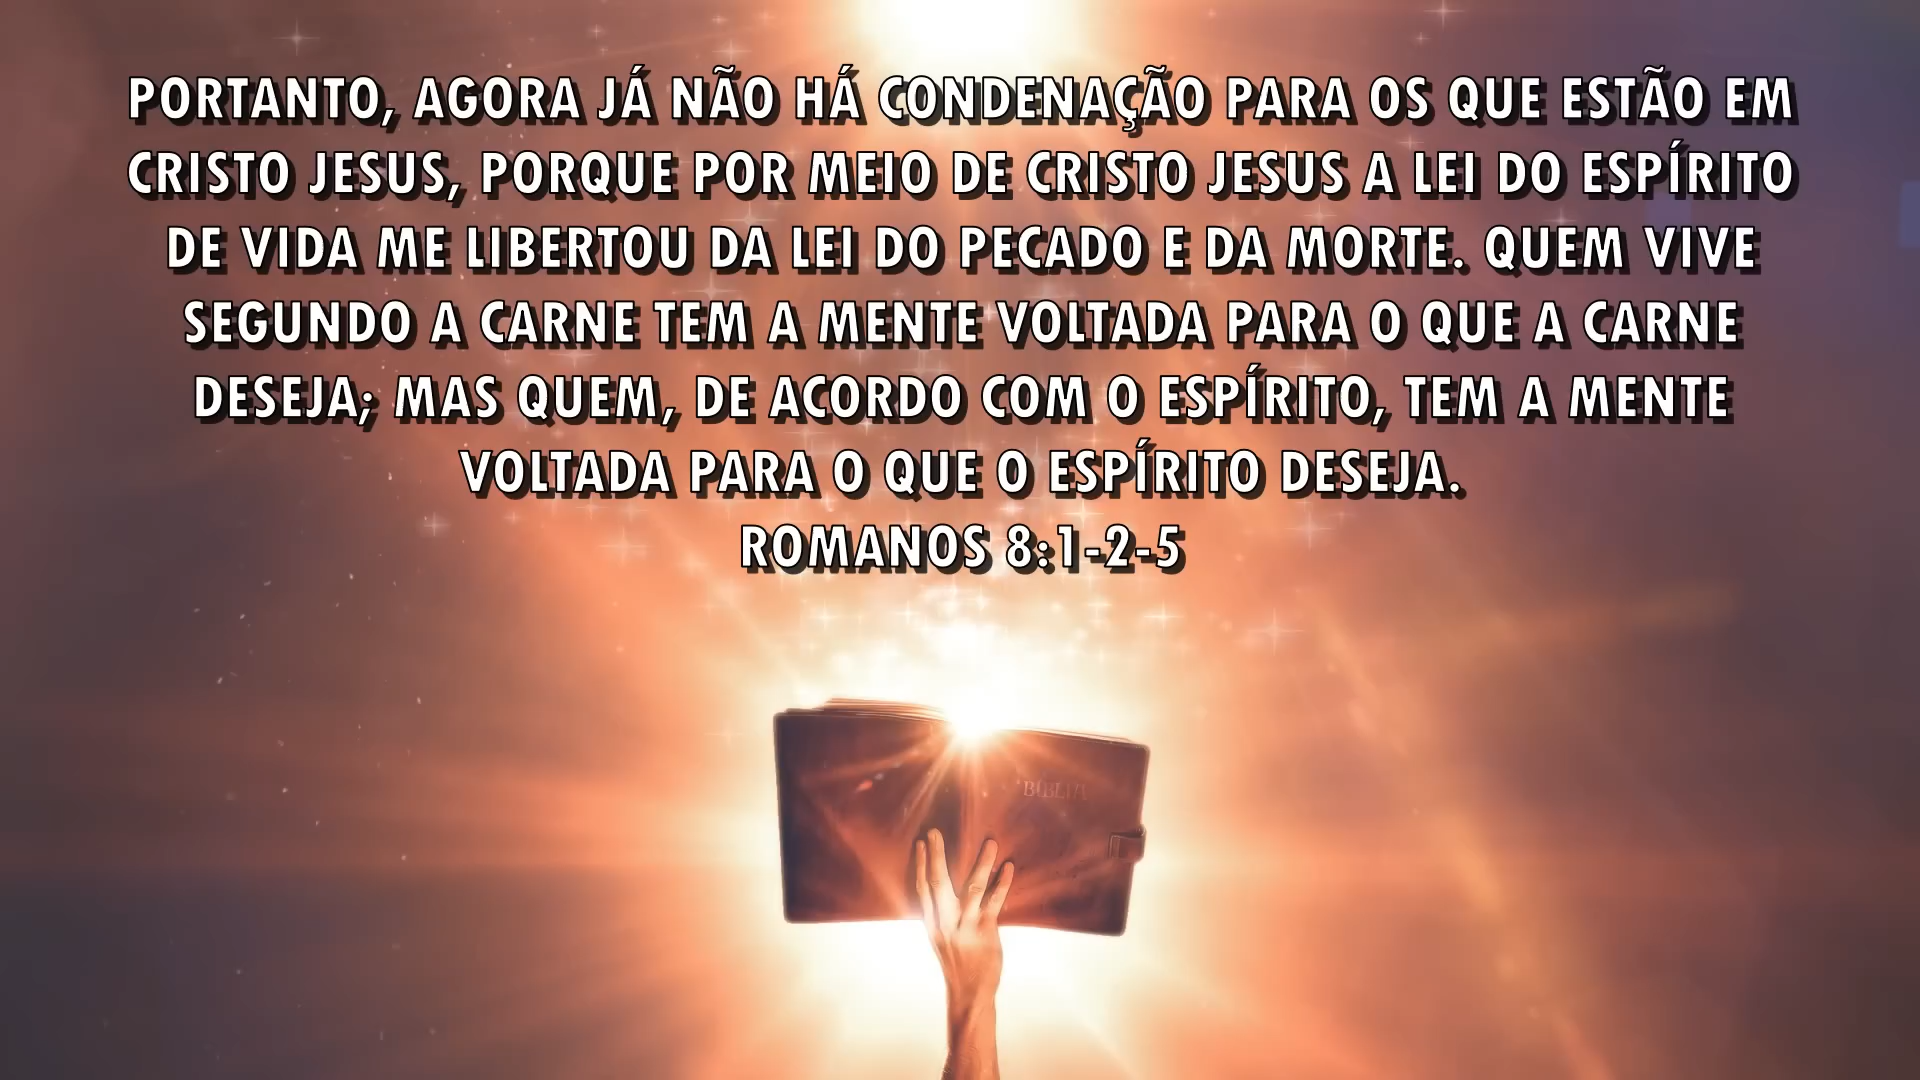 PORTANTO, AGORA JÁ NÃO HÁ CONDENAÇÃO PARA OS QUE ESTÃO EM
CRISTO JESUS, PORQUE POR MEIO DE CRISTO JESUS A LEI DO ESPÍRITO
DE VIDA ME LIBERTOU DA LEI DO PECADO E DA MORTE. QUEM VIVE
SEGUNDO A CARNE TEM A MENTE VOLTADA PARA O QUE A CARNE
DESEJA; MAS QUEM, DE ACORDO COM O ESPÍRITO, TEM A MENTE
VOLTADA PARA O QUE O ESPÍRITO DESEJA.
ROMANOS 8:1-2-5
BÍBLIA